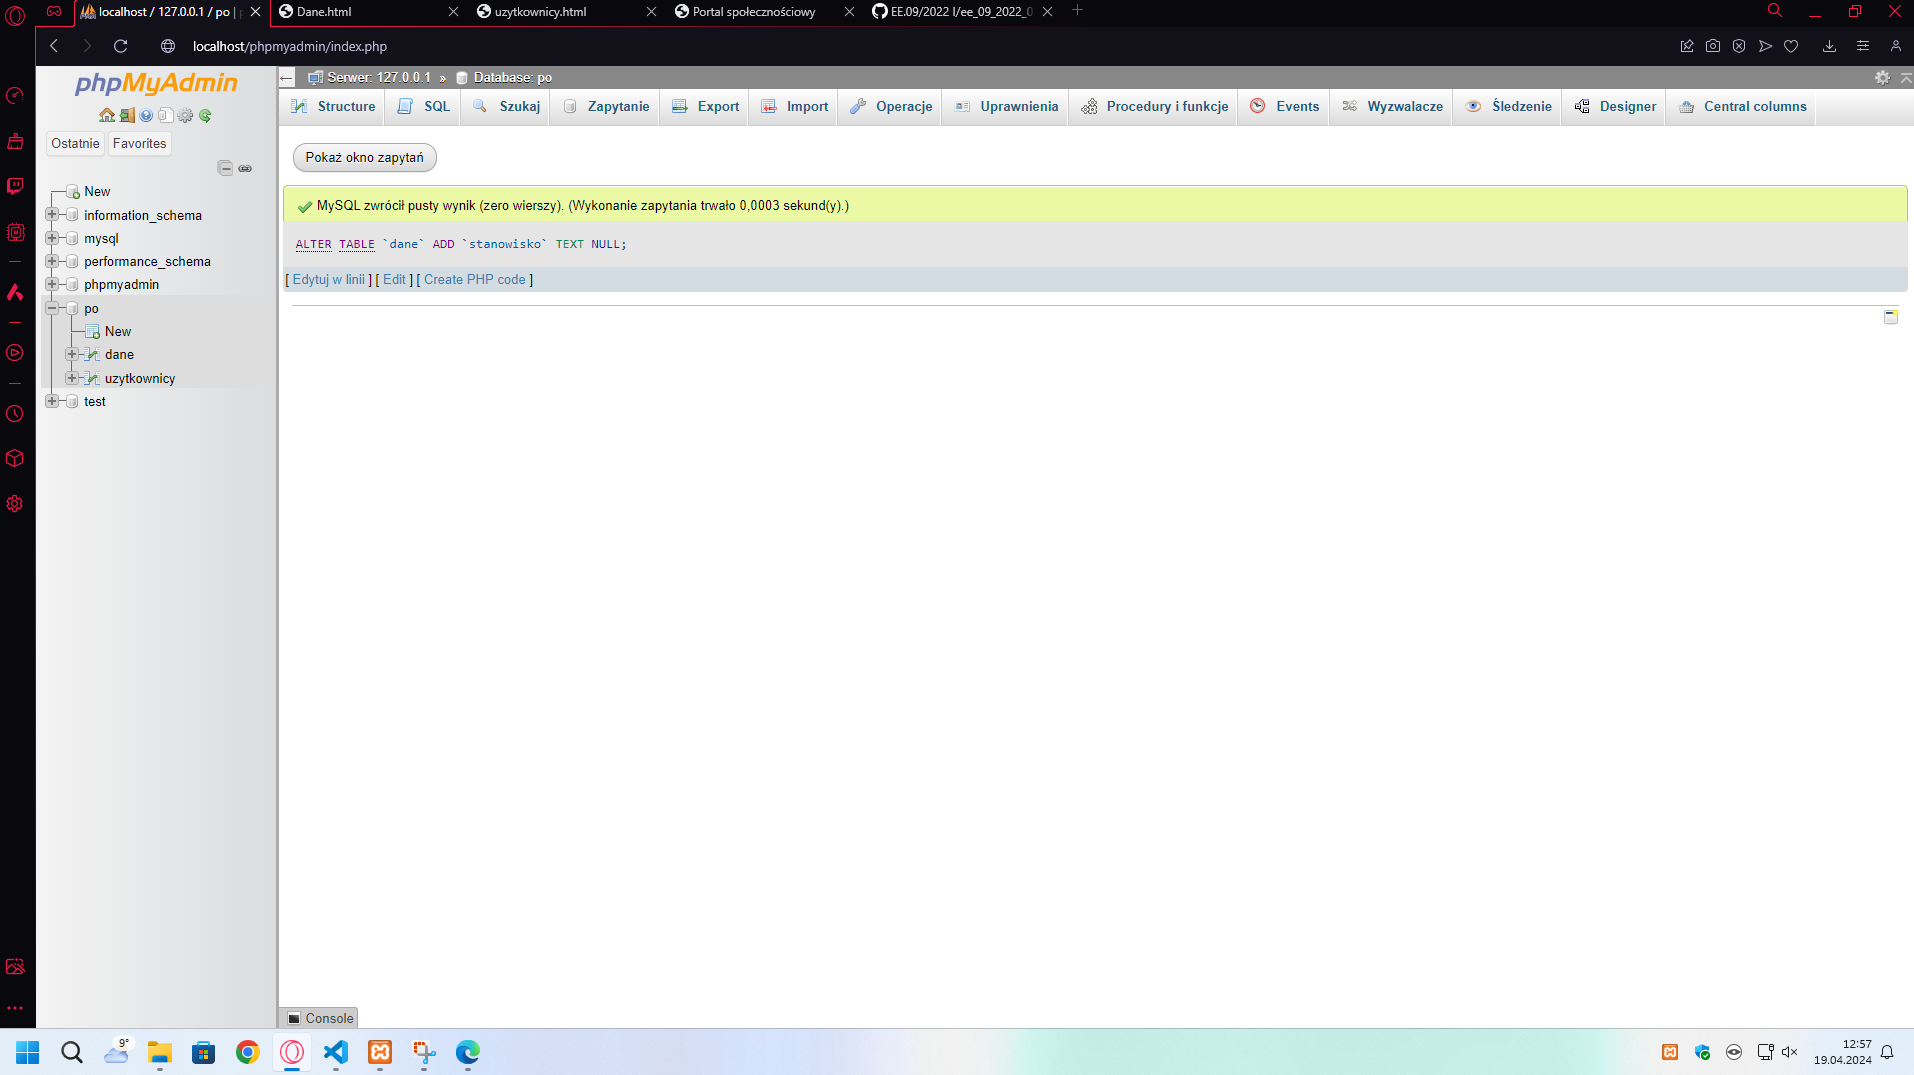 localhost / 127.0.0.1 / po |
Dane.html
uzytkownicy.html
Portal społecznościowy
EE.09/2022 I/ee_09_2022_0
localhost/phpmyadmin/index.php
phpMyAdmin
Ostatnie
Favorites
New
information_schema
mysql
performance_schema
phpmyadmin
po
New
dane
uzytkownicy
test
Serwer: 127.0.0.1 » Database: po
Structure
SQL
Szukaj
Zapytanie
Export
Import
Operacje
Uprawnienia
Procedury i funkcje
Events
Wyzwalacze
Śledzenie
Designer
Central columns
Pokaż okno zapytań
MySQL zwrócił pusty wynik (zero wierszy). (Wykonanie zapytania trwało 0,0003 sekund(y).)
ALTER TABLE `dane` ADD `stanowisko` TEXT NULL;
[ Edytuj w linii ] [ Edit ] [ Create PHP code ]
Console
9°
12:57
19.04.2024